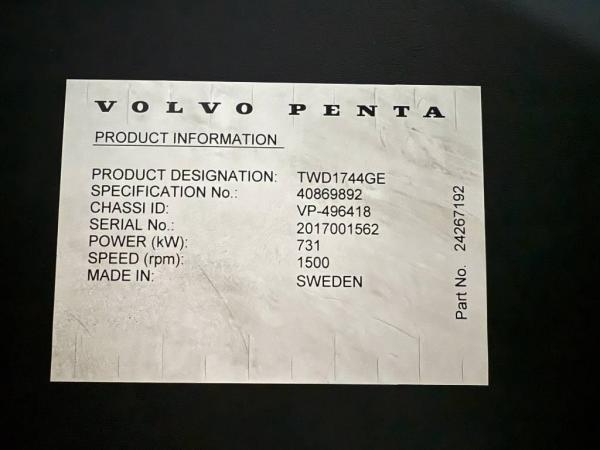 VOLVO PENTA
PRODUCT INFORMATION
PRODUCT DESIGNATION: TWD1744GE
SPECIFICATION No.: 40869892
CHASSI ID: VP-496418
SERIAL No.: 2017001562
POWER (kW): 731
SPEED (rpm): 1500
MADE IN: SWEDEN
Part No. 24267192